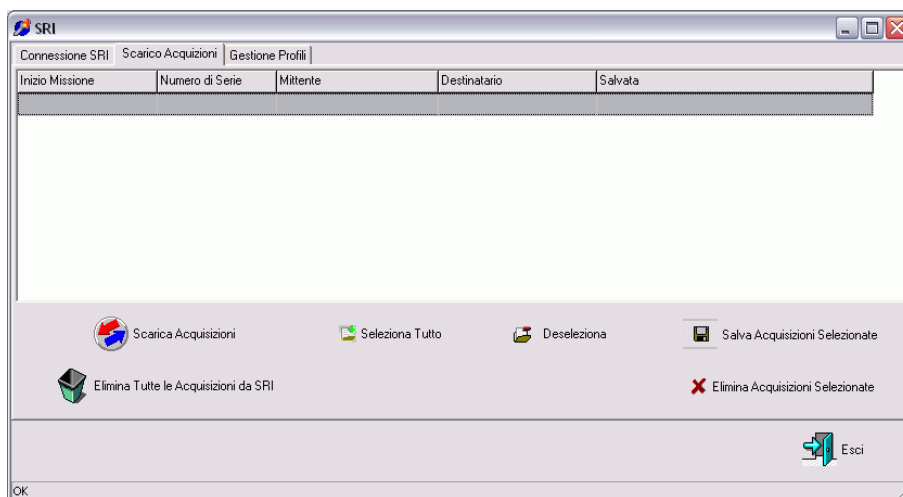 SRI
Connessione SRI Scarico Acquizioni Gestione Profili
Inizio Missione Numero di Serie Mittente Destinatario Salvata
Scarica Acquisizioni Seleziona Tutto Deseleziona Salva Acquisizioni Selezionate
Elimina Tutte le Acquisizioni da SRI Elimina Acquisizioni Selezionate
Esci
OK